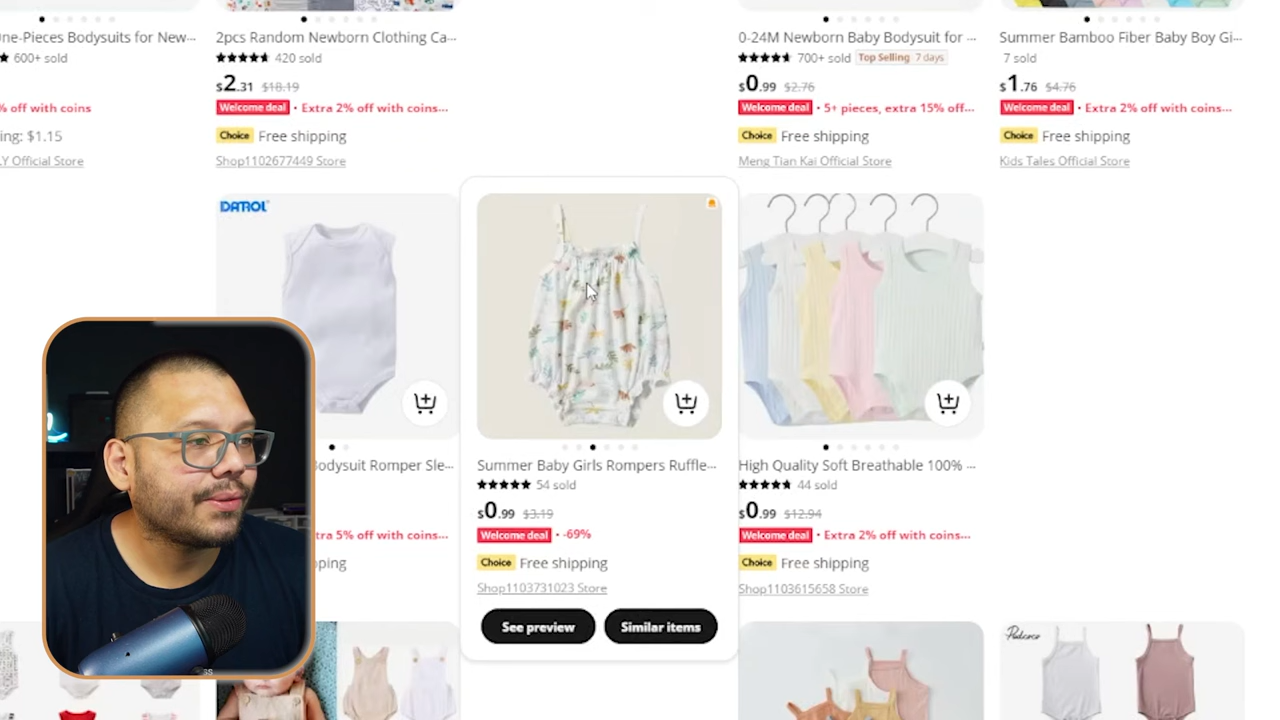 ne-Pieces Bodysuits for New...
600+ sold
% off with coins
ing: $1.15
Y Official Store
2pcs Random Newborn Clothing Ca...
420 sold
$2.31 $18.19
Welcome deal · Extra 2% off with coins...
Choice Free shipping
Shop1102677449 Store
0-24M Newborn Baby Bodysuit for ...
700+ sold Top Selling 7 days
$0.99 $2.76
Welcome deal · 5+ pieces, extra 15% off...
Choice Free shipping
Meng Tian Kai Official Store
Summer Bamboo Fiber Baby Boy Gi...
7 sold
$1.76 $4.76
Welcome deal · Extra 2% off with coins...
Choice Free shipping
Kids Tales Official Store
DATROL
Bodysuit Romper Sle...
tra 5% off with coins...
pping
Summer Baby Girls Rompers Ruffle...
54 sold
$0.99 $3.19
Welcome deal · -69%
Choice Free shipping
Shop1103731023 Store
See preview
Similar items
High Quality Soft Breathable 100% ...
44 sold
$0.99 $12.94
Welcome deal · Extra 2% off with coins...
Choice Free shipping
Shop1103615658 Store